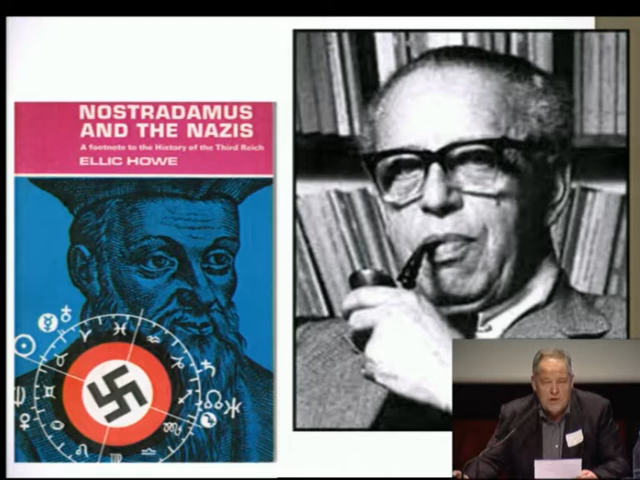 NOSTRADAMUS
AND THE NAZIS
A footnote to the History of the Third Reich
ELLIC HOWE